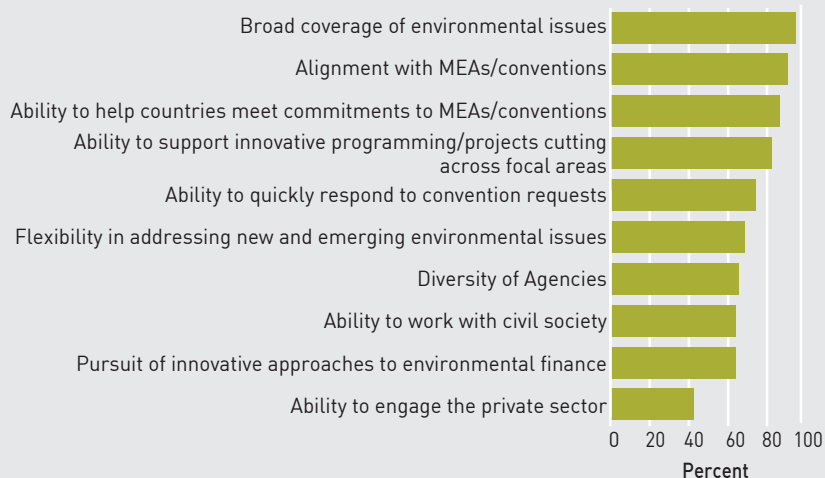 Broad coverage of environmental issues
Alignment with MEAs/conventions
Ability to help countries meet commitments to MEAs/conventions
Ability to support innovative programming/projects cutting
across focal areas
Ability to quickly respond to convention requests
Flexibility in addressing new and emerging environmental issues
Diversity of Agencies
Ability to work with civil society
Pursuit of innovative approaches to environmental finance
Ability to engage the private sector
0 20 40 60 80 100
Percent